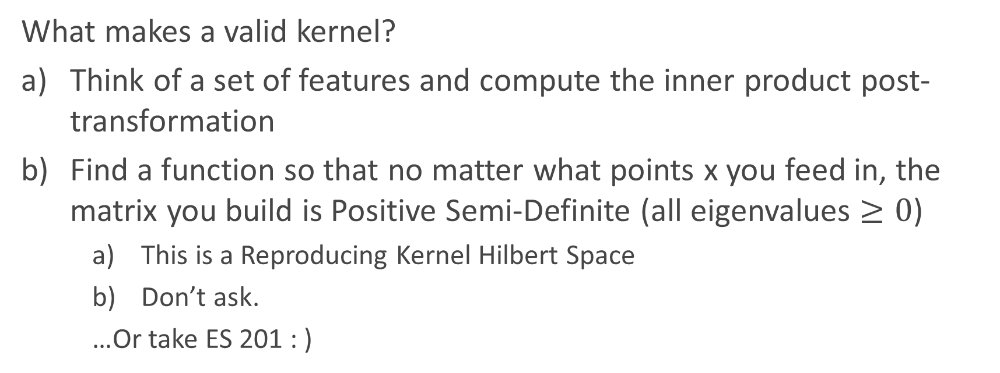 What makes a valid kernel?
a) Think of a set of features and compute the inner product post-
transformation
b) Find a function so that no matter what points x you feed in, the
matrix you build is Positive Semi-Definite (all eigenvalues ≥ 0)
a) This is a Reproducing Kernel Hilbert Space
b) Don’t ask.
...Or take ES 201 : )